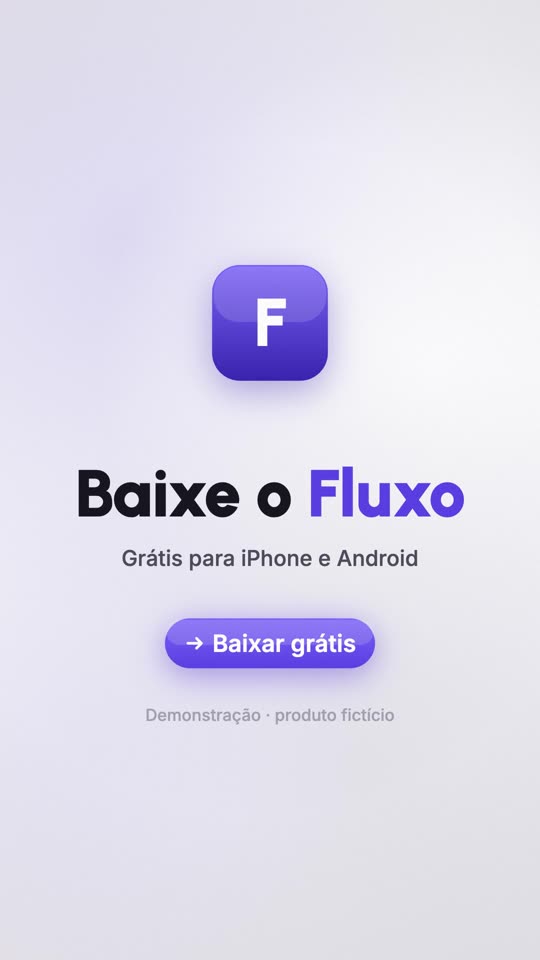 F
Baixe o Fluxo
Grátis para iPhone e Android
→ Baixar grátis
Demonstração · produto fictício